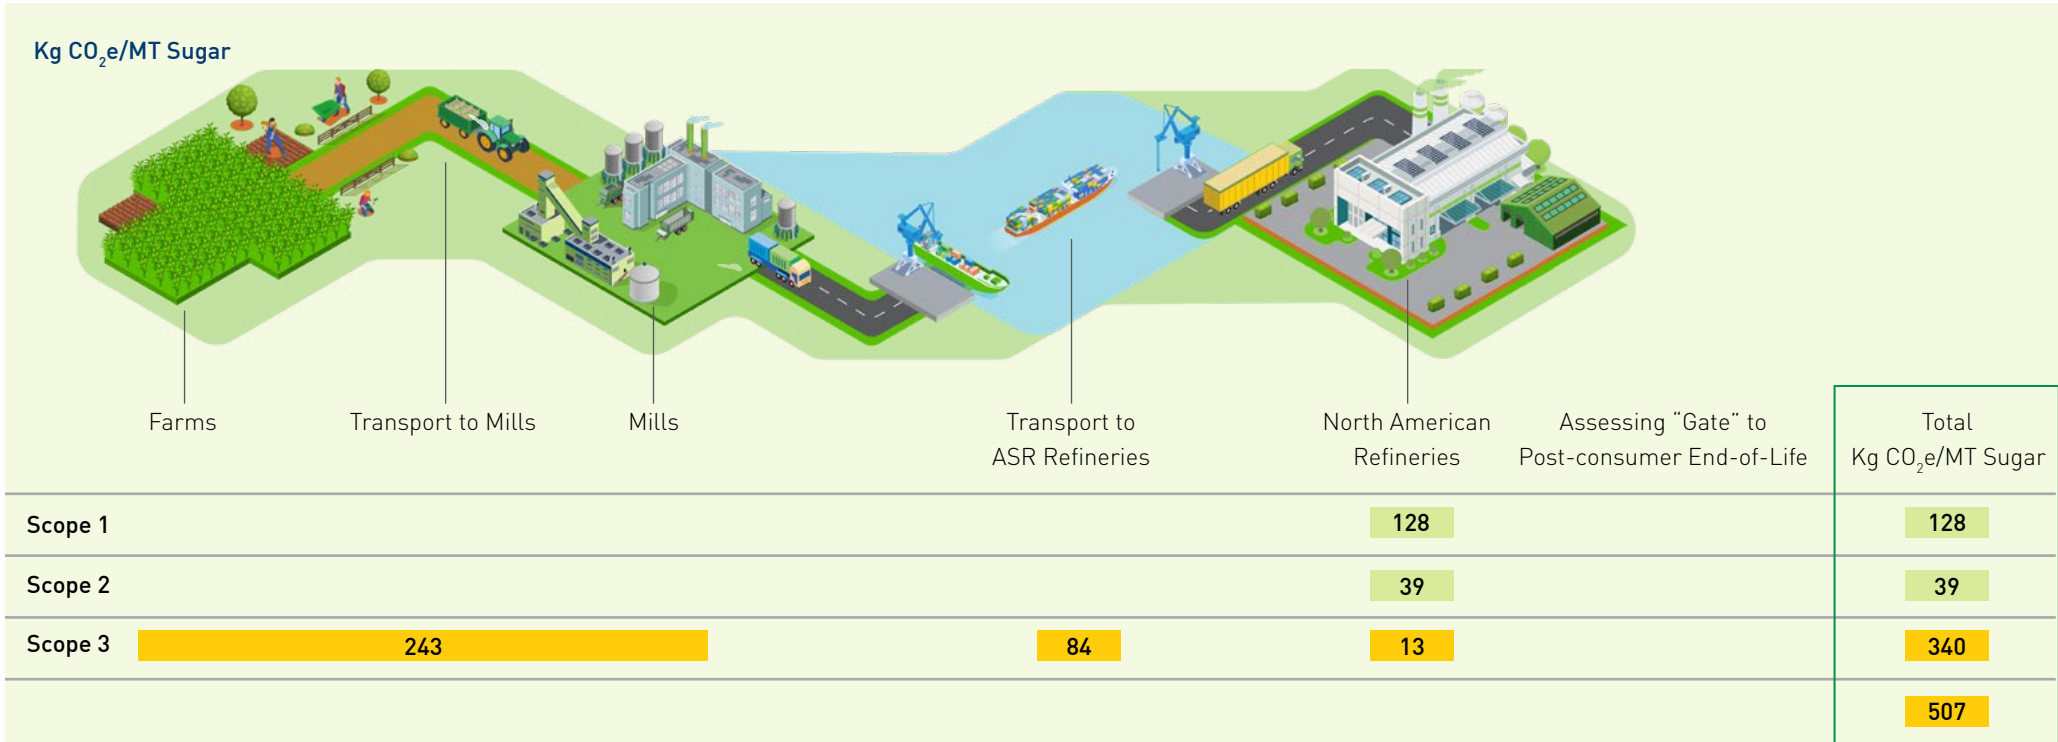 Kg CO₂e/MT Sugar
Farms
Transport to Mills
Mills
Transport to
ASR Refineries
North American
Refineries
Assessing “Gate” to
Post-consumer End-of-Life
Total
Kg CO₂e/MT Sugar
Scope 1 128 128
Scope 2 39 39
Scope 3 243 84 13 340
507